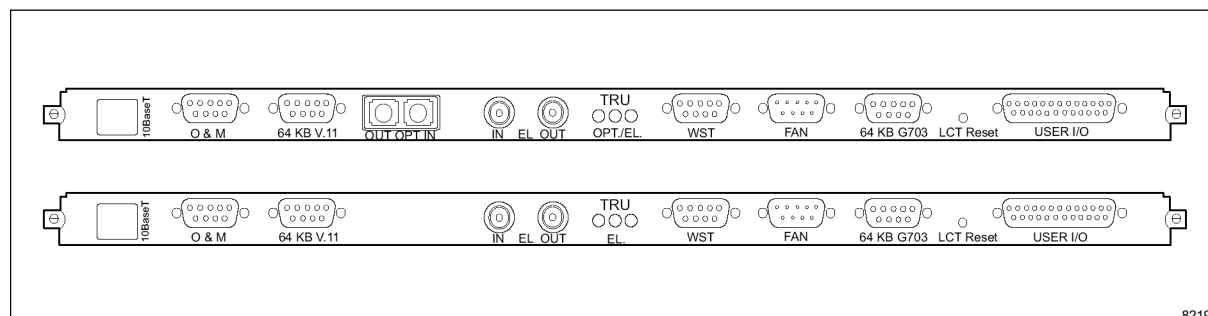 TRU
10BaseT O & M 64 KB V.11 OUT OPT IN IN EL OUT OPT./EL. WST FAN 64 KB G703 LCT Reset USER I/O
TRU
10BaseT O & M 64 KB V.11 IN EL OUT EL. WST FAN 64 KB G703 LCT Reset USER I/O
8219